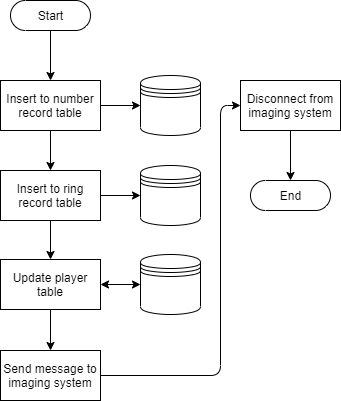 Start
Insert to number
record table
Insert to ring
record table
Update player
table
Send message to
imaging system
Disconnect from
imaging system
End